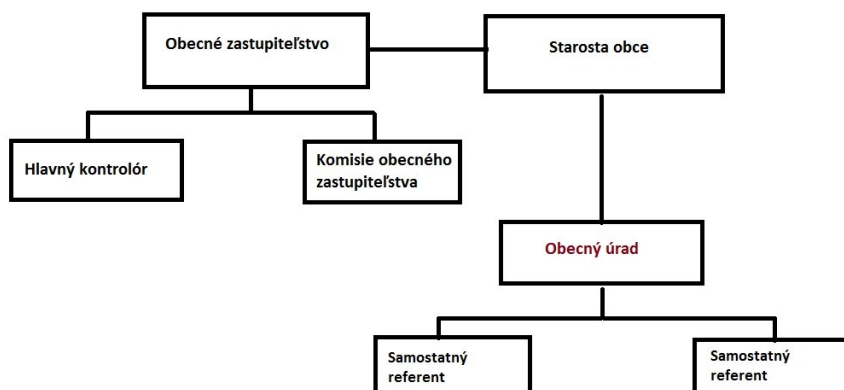 Obecné zastupiteľstvo
Starosta obce
Hlavný kontrolór
Komisie obecného
zastupiteľstva
Obecný úrad
Samostatný
referent
Samostatný
referent